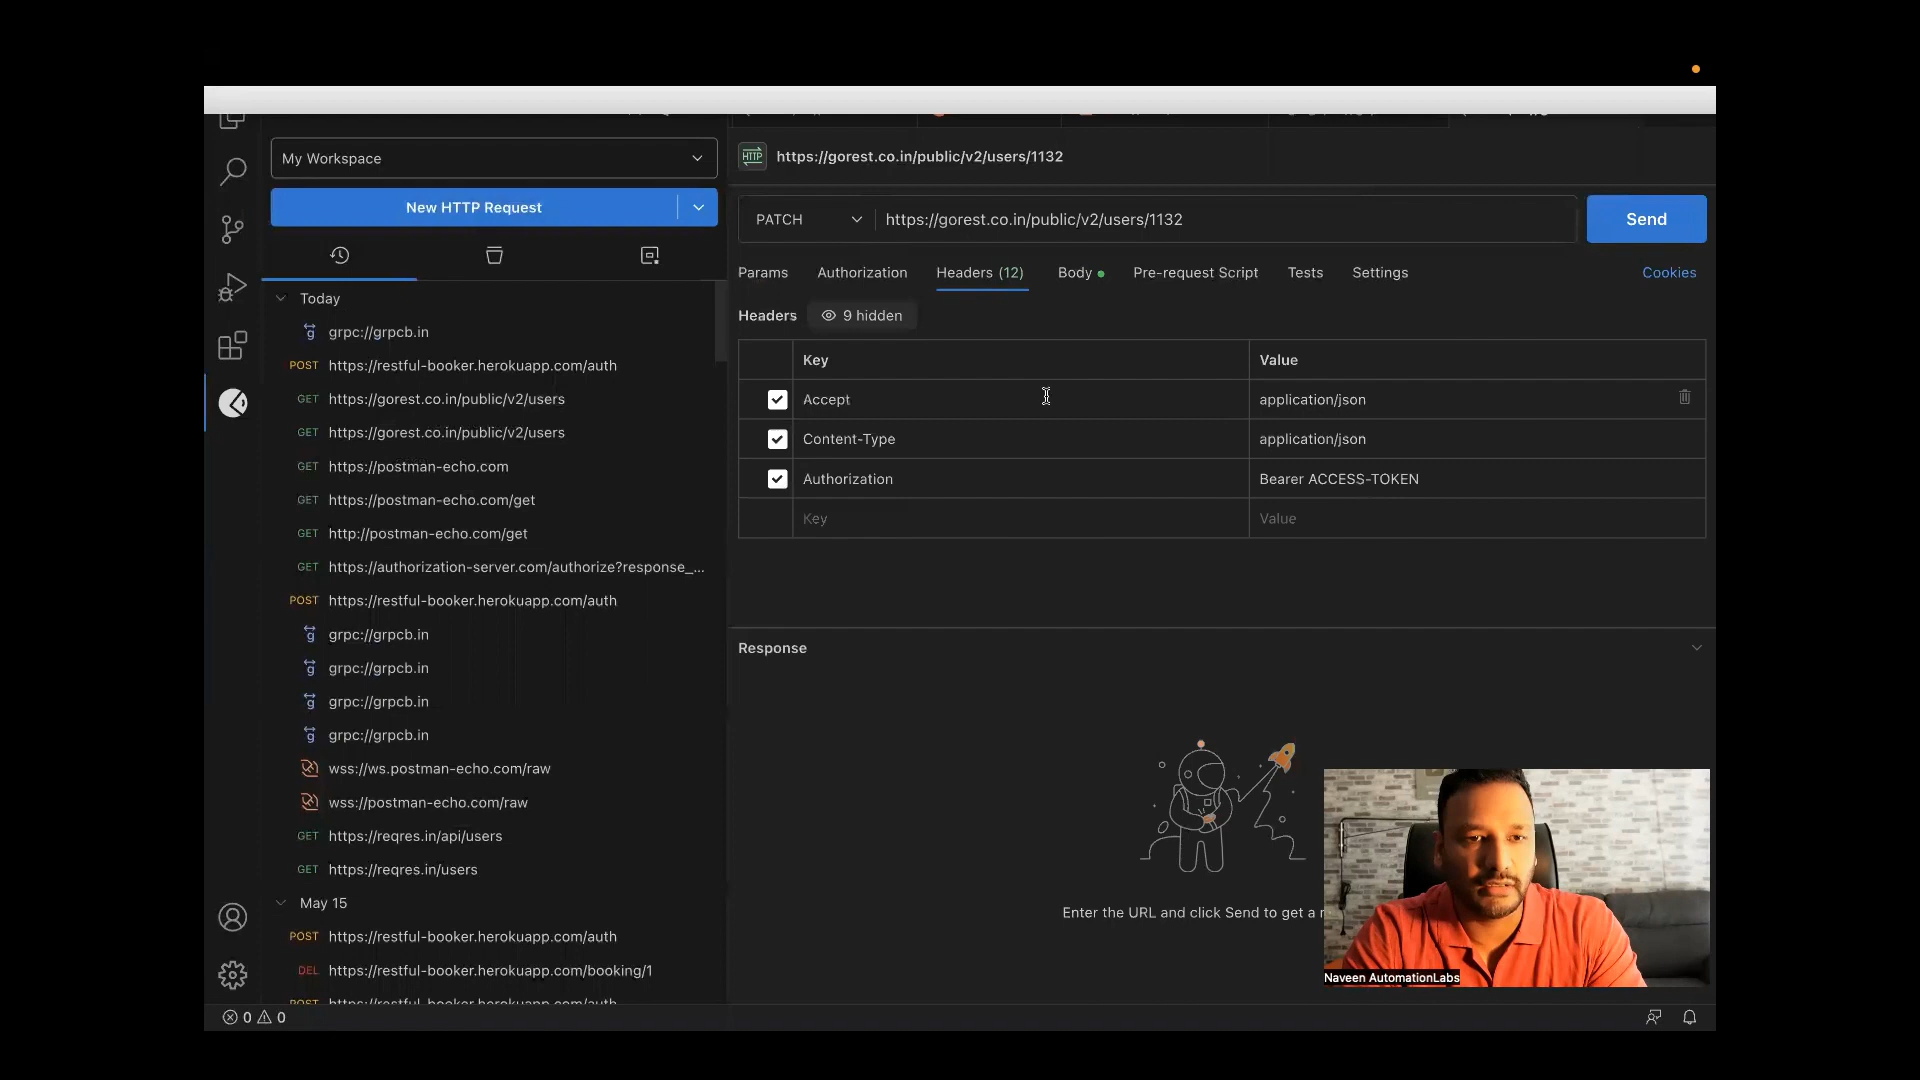 My Workspace
New HTTP Request
Today
grpc://grpcb.in
POST https://restful-booker.herokuapp.com/auth
GET https://gorest.co.in/public/v2/users
GET https://gorest.co.in/public/v2/users
GET https://postman-echo.com
GET https://postman-echo.com/get
GET http://postman-echo.com/get
GET https://authorization-server.com/authorize?response_...
POST https://restful-booker.herokuapp.com/auth
grpc://grpcb.in
grpc://grpcb.in
grpc://grpcb.in
grpc://grpcb.in
wss://ws.postman-echo.com/raw
wss://postman-echo.com/raw
GET https://reqres.in/api/users
GET https://reqres.in/users
May 15
POST https://restful-booker.herokuapp.com/auth
DEL https://restful-booker.herokuapp.com/booking/1
POST https://restful-booker.herokuapp.com/auth
0 0
HTTP https://gorest.co.in/public/v2/users/1132
PATCH https://gorest.co.in/public/v2/users/1132 Send
Params Authorization Headers (12) Body Pre-request Script Tests Settings Cookies
Headers 9 hidden
Key Value
Accept application/json
Content-Type application/json
Authorization Bearer ACCESS-TOKEN
Key Value
Response
Enter the URL and click Send to get a
Naveen AutomationLabs